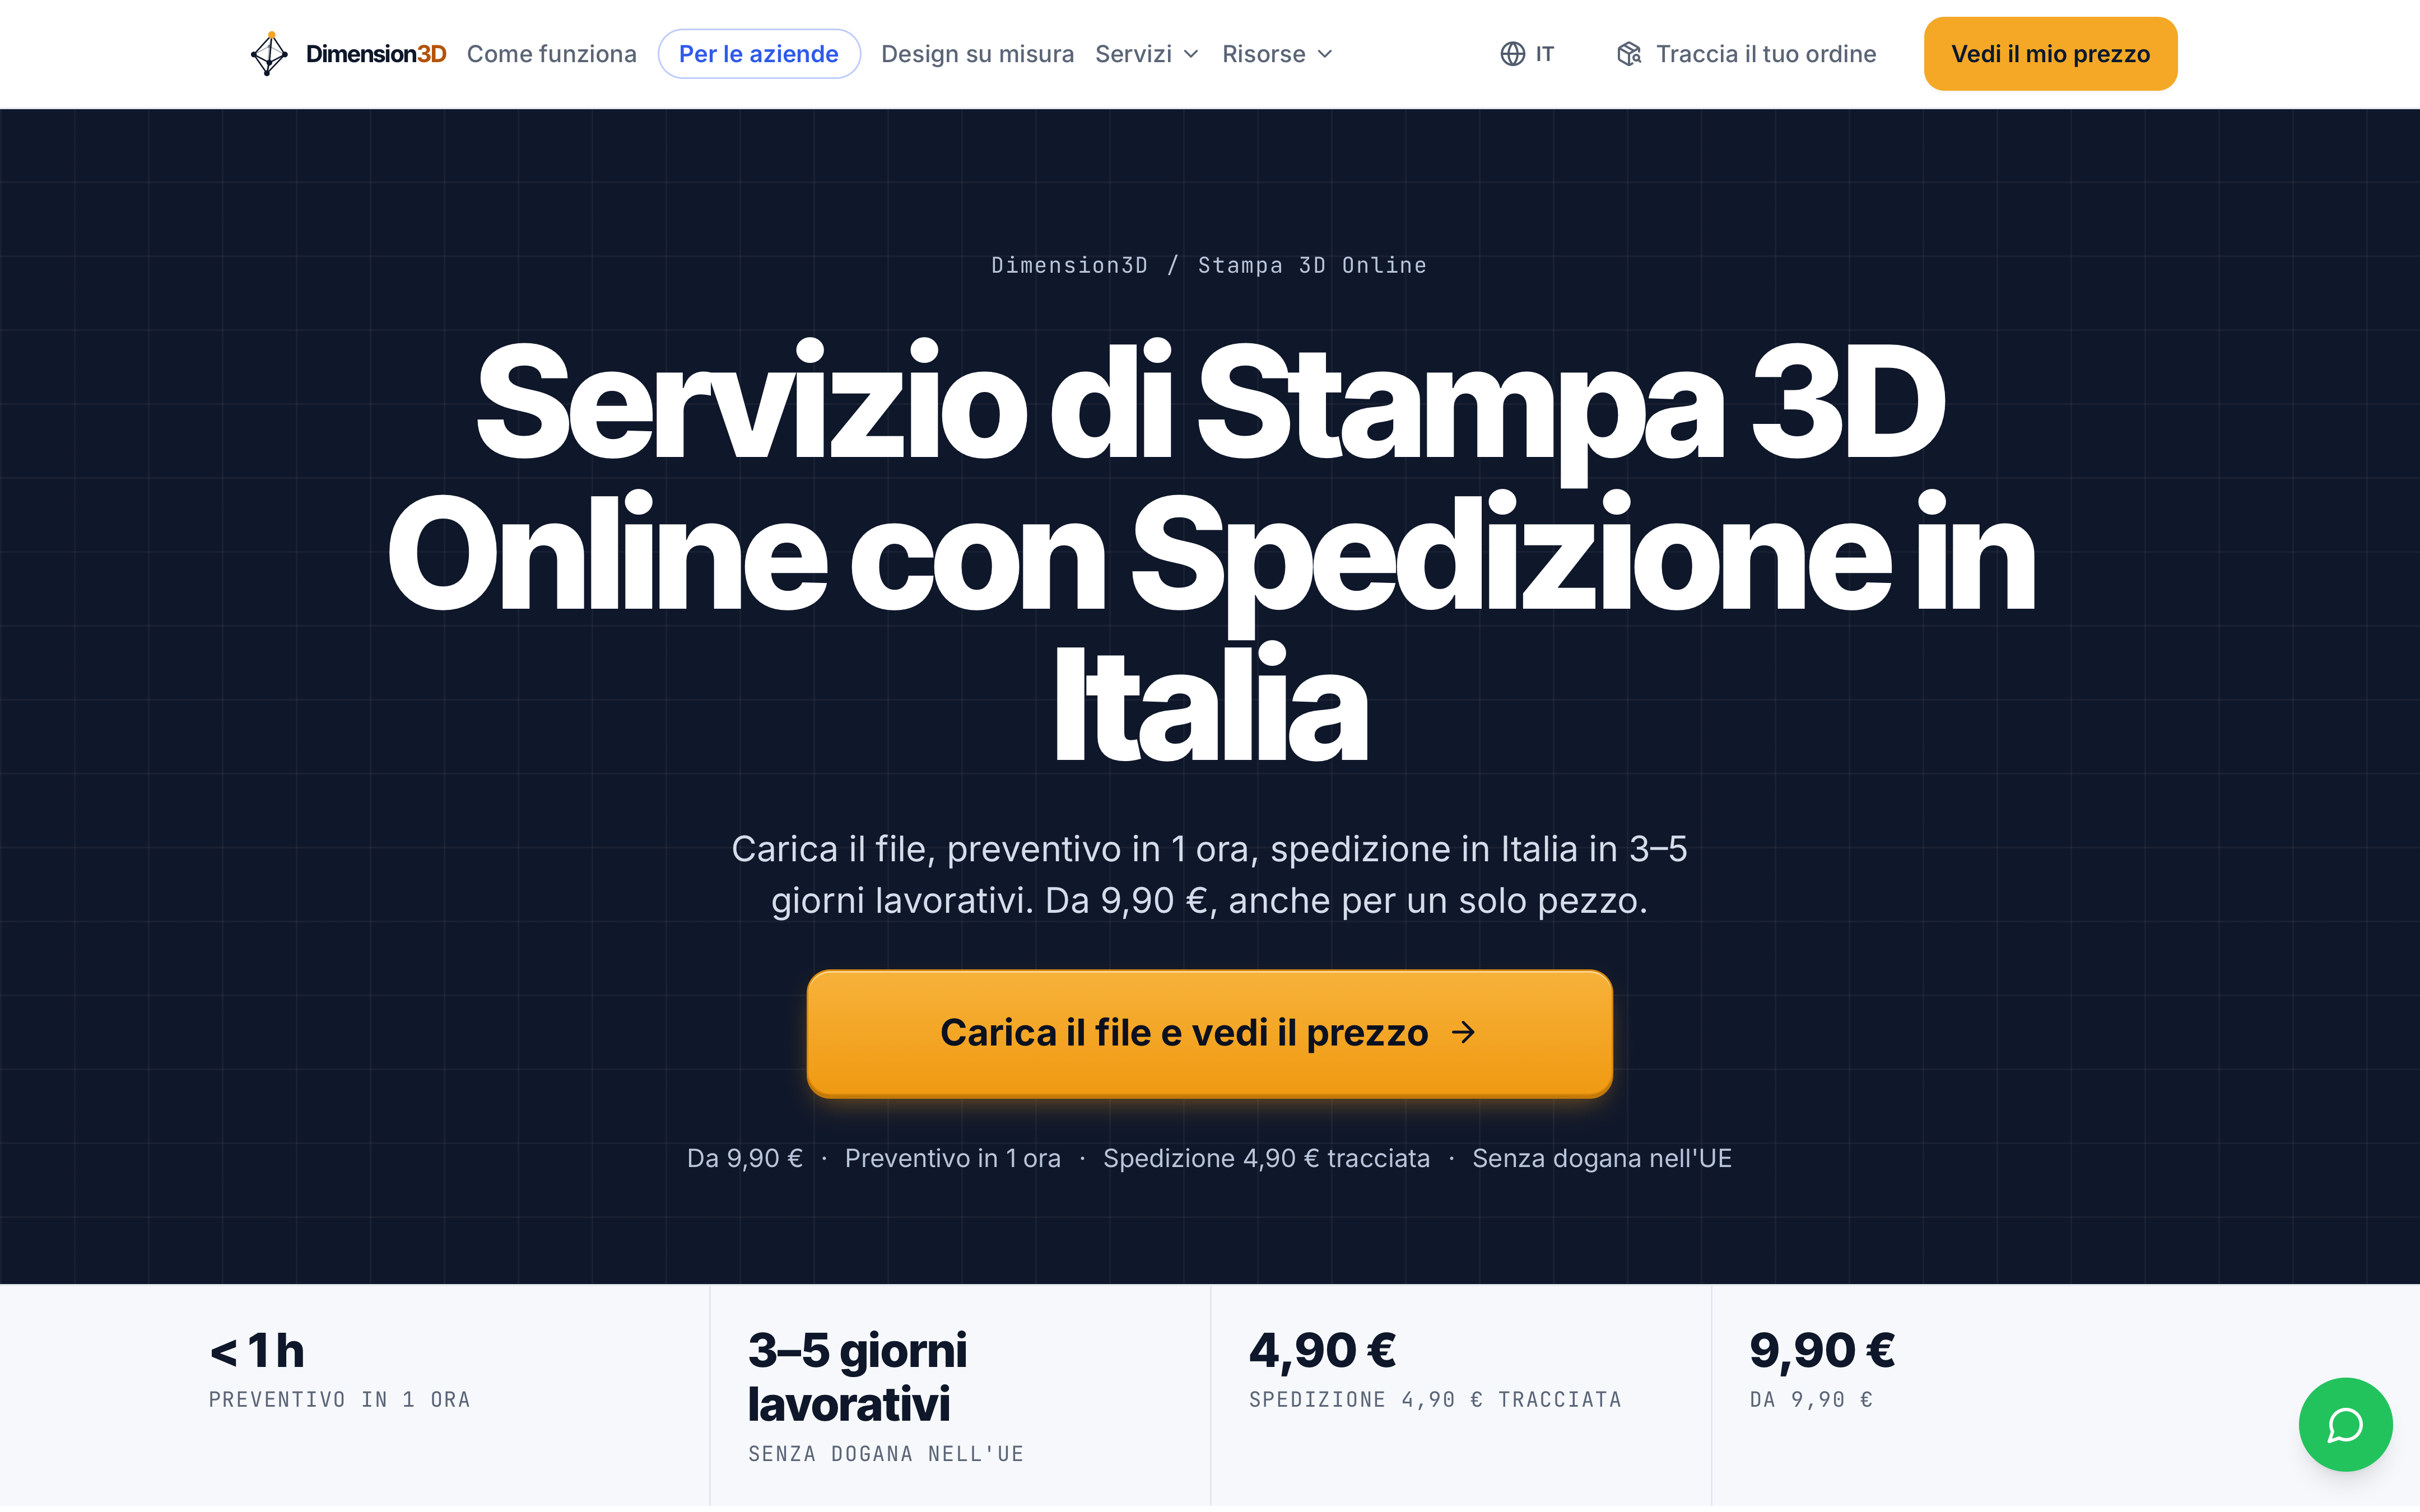 Dimension3D Come funziona Per le aziende Design su misura Servizi Risorse IT Traccia il tuo ordine Vedi il mio prezzo
Dimension3D / Stampa 3D Online
Servizio di Stampa 3D
Online con Spedizione in
Italia
Carica il file, preventivo in 1 ora, spedizione in Italia in 3–5
giorni lavorativi. Da 9,90 €, anche per un solo pezzo.
Carica il file e vedi il prezzo →
Da 9,90 € · Preventivo in 1 ora · Spedizione 4,90 € tracciata · Senza dogana nell'UE
< 1 h
PREVENTIVO IN 1 ORA
3–5 giorni
lavorativi
SENZA DOGANA NELL'UE
4,90 €
SPEDIZIONE 4,90 € TRACCIATA
9,90 €
DA 9,90 €